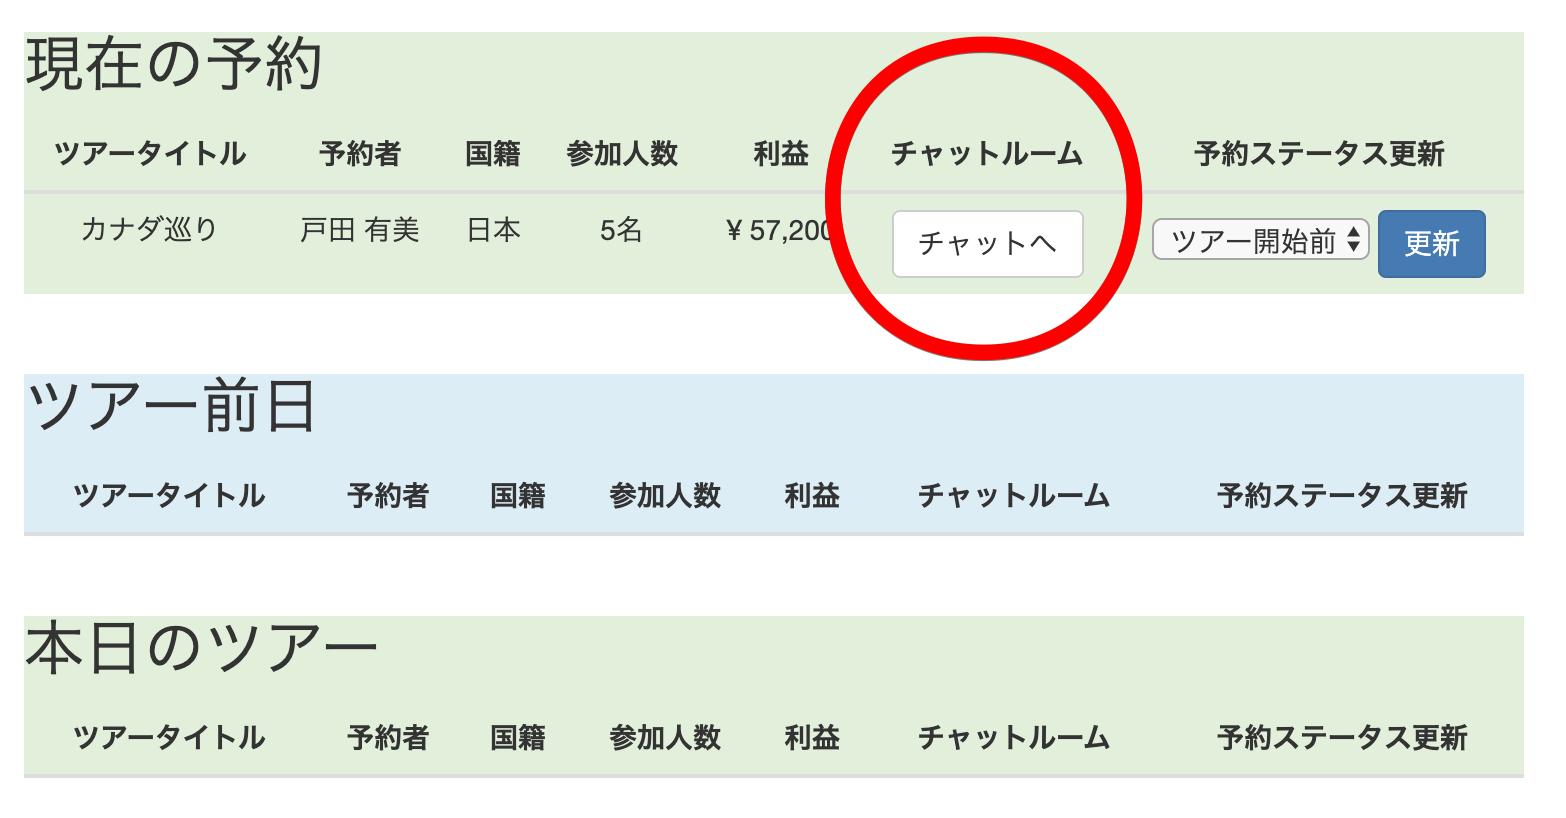 現在の予約
ツアータイトル 予約者 国籍 参加人数 利益 チャットルーム 予約ステータス更新
カナダ巡り 戸田 有美 日本 5名 ¥ 57,200 チャットへ ツアー開始前 更新
ツアー前日
ツアータイトル 予約者 国籍 参加人数 利益 チャットルーム 予約ステータス更新
本日のツアー
ツアータイトル 予約者 国籍 参加人数 利益 チャットルーム 予約ステータス更新